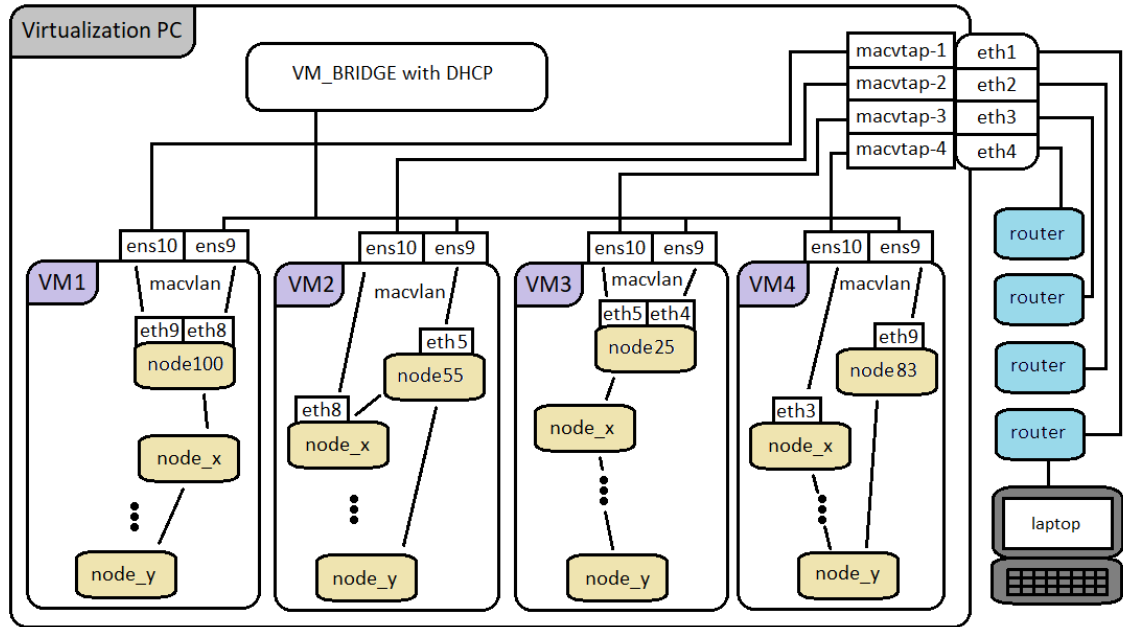 Virtualization PC
VM_BRIDGE with DHCP
macvtap-1 eth1
macvtap-2 eth2
macvtap-3 eth3
macvtap-4 eth4
router
router
router
router
laptop
ens10 ens9
VM1
macvlan
eth9 eth8
node100
node_x
node_y
ens10 ens9
VM2
macvlan
eth5
node55
eth8
node_x
node_y
ens10 ens9
VM3
macvlan
eth5 eth4
node25
node_x
node_y
ens10 ens9
VM4
macvlan
eth9
node83
eth3
node_x
node_y